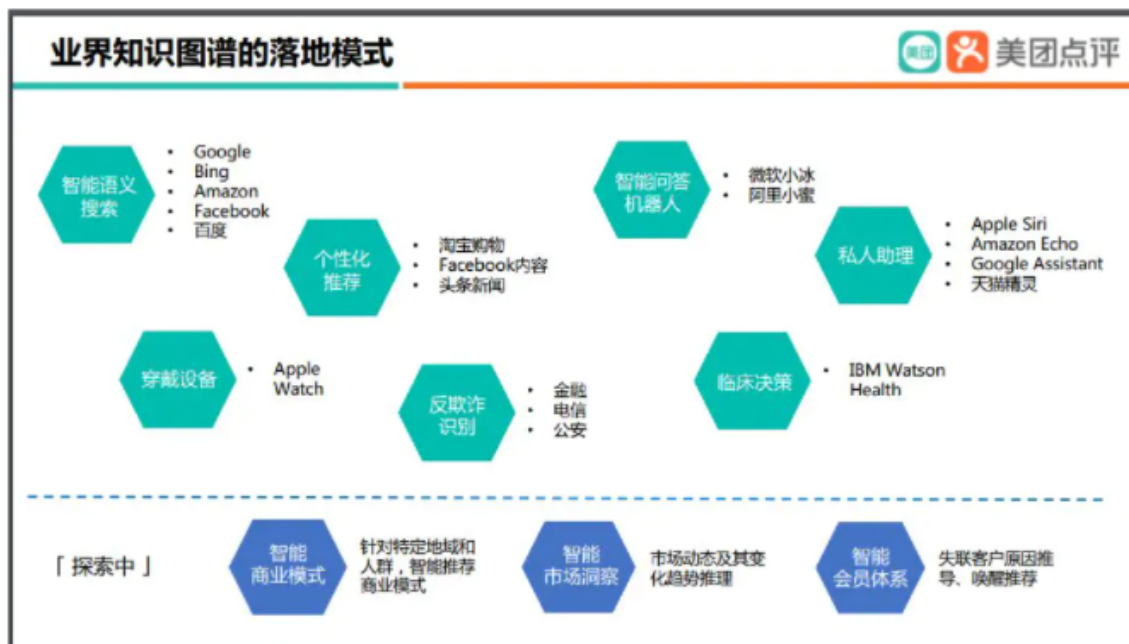 业界知识图谱的落地模式
美团
美团点评
智能语义
搜索
• Google
• Bing
• Amazon
• Facebook
• 百度
智能问答
机器人
• 微软小冰
• 阿里小蜜
个性化
推荐
• 淘宝购物
• Facebook内容
• 头条新闻
私人助理
• Apple Siri
• Amazon Echo
• Google Assistant
• 天猫精灵
穿戴设备
• Apple
Watch
反欺诈
识别
• 金融
• 电信
• 公安
临床决策
• IBM Watson
Health
「探索中」
智能
商业模式
针对特定地域和
人群，智能推荐
商业模式
智能
市场洞察
市场动态及其变
化趋势推理
智能
会员体系
失联客户原因推
导、唤醒推荐